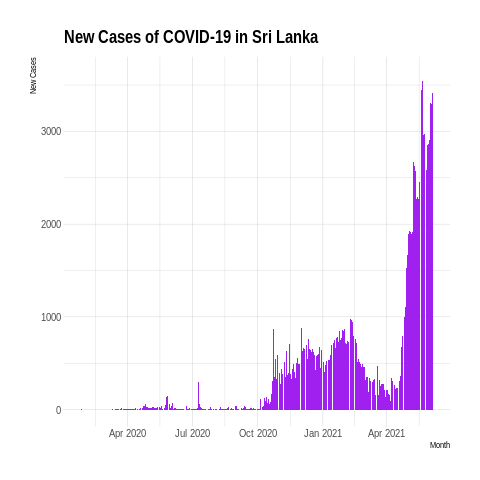 New Cases of COVID-19 in Sri Lanka
New Cases
3000
2000
1000
0
Apr 2020 Jul 2020 Oct 2020 Jan 2021 Apr 2021
Month